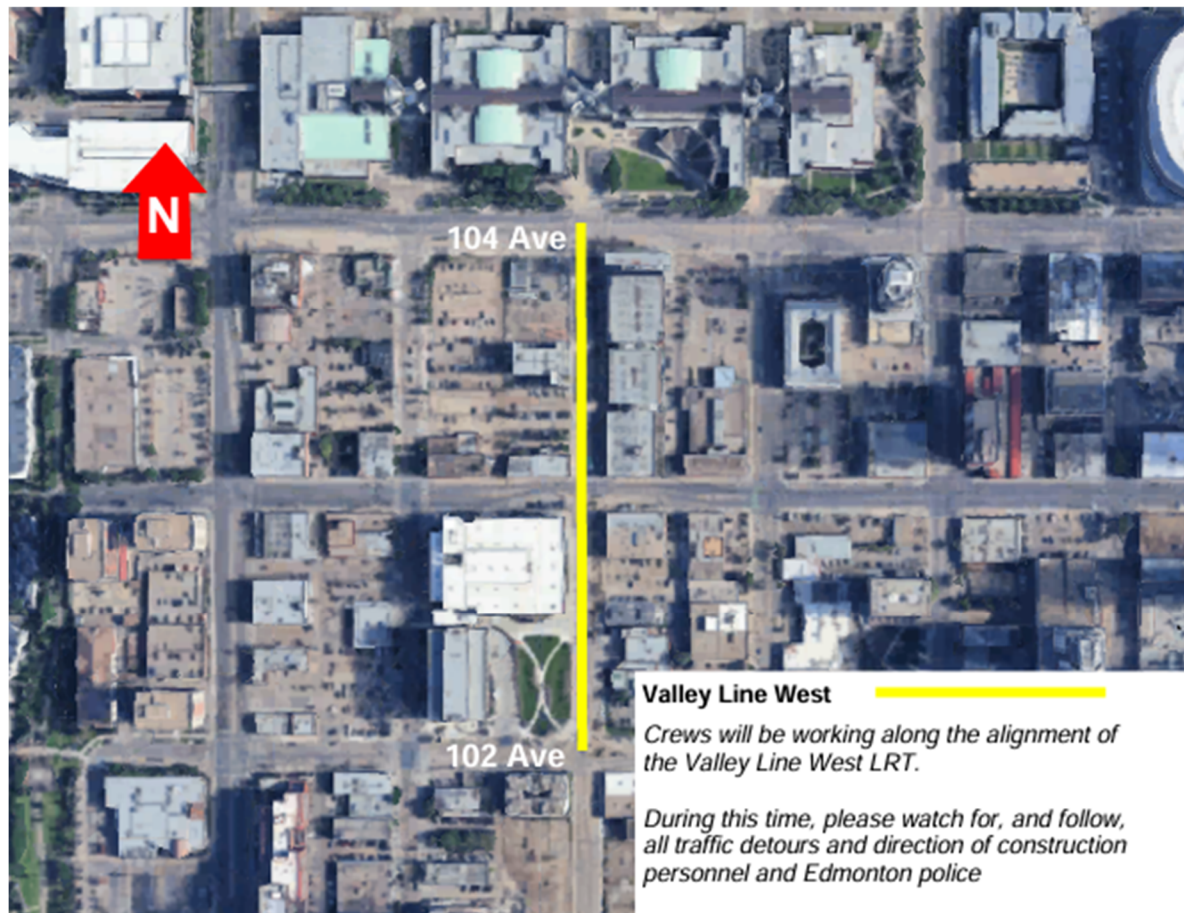 N
104 Ave
102 Ave
Valley Line West
Crews will be working along the alignment of
the Valley Line West LRT.
During this time, please watch for, and follow,
all traffic detours and direction of construction
personnel and Edmonton police